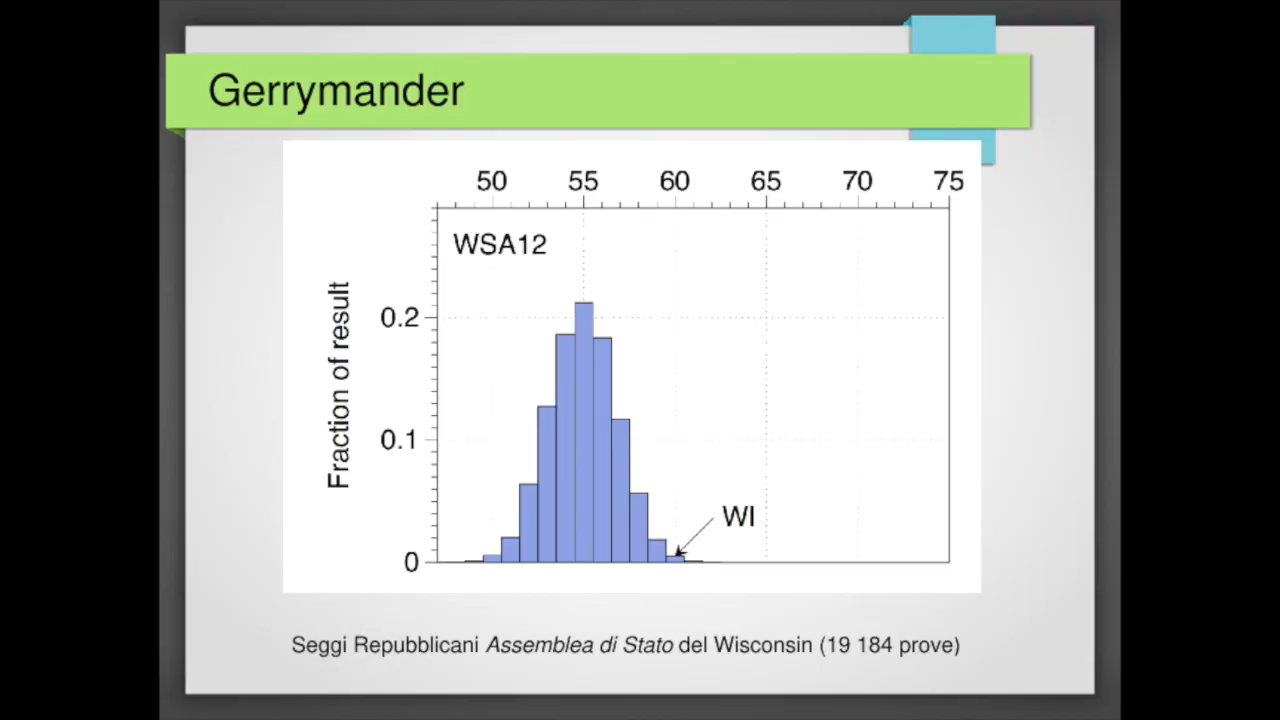 Gerrymander
50 55 60 65 70 75
WSA12
Fraction of result
0.2
0.1
WI
0
Seggi Repubblicani Assemblea di Stato del Wisconsin (19 184 prove)